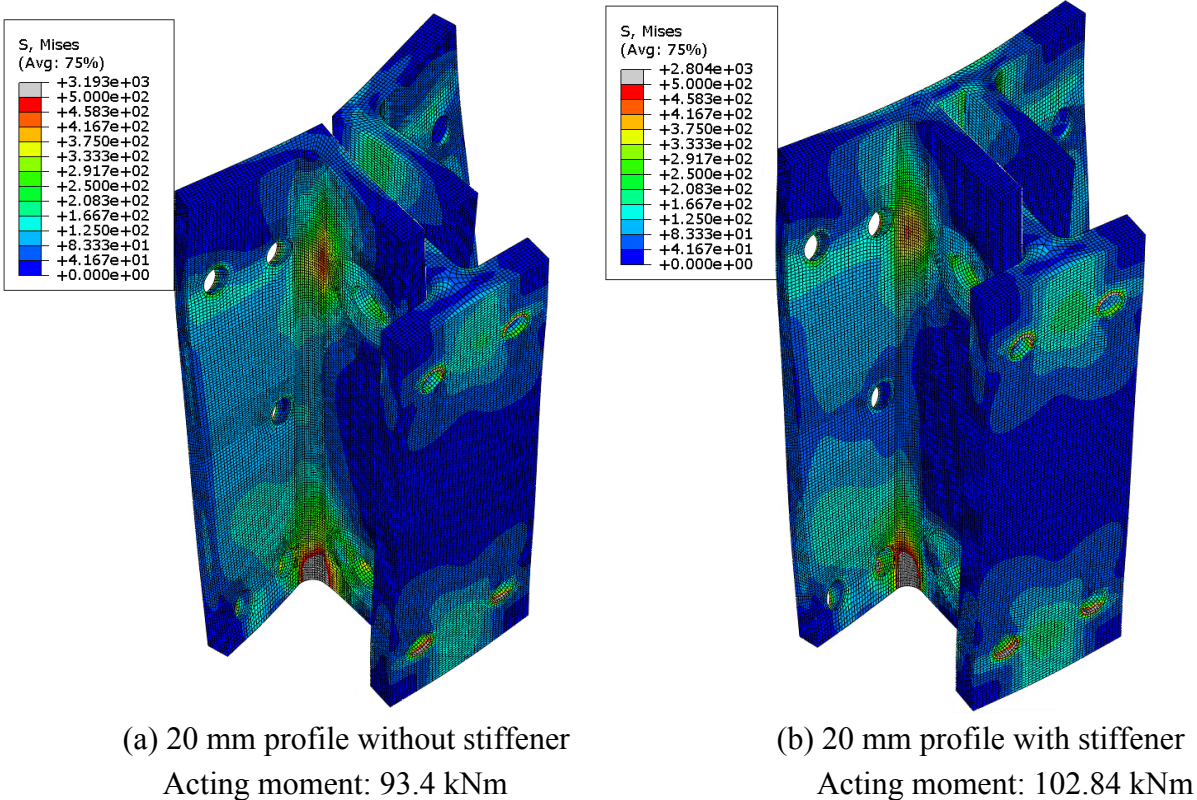 S, Mises
(Avg: 75%)
+3.193e+03
+5.000e+02
+4.583e+02
+4.167e+02
+3.750e+02
+3.333e+02
+2.917e+02
+2.500e+02
+2.083e+02
+1.667e+02
+1.250e+02
+8.333e+01
+4.167e+01
+0.000e+00
S, Mises
(Avg: 75%)
+2.804e+03
+5.000e+02
+4.583e+02
+4.167e+02
+3.750e+02
+3.333e+02
+2.917e+02
+2.500e+02
+2.083e+02
+1.667e+02
+1.250e+02
+8.333e+01
+4.167e+01
+0.000e+00
(a) 20 mm profile without stiffener
Acting moment: 93.4 kNm
(b) 20 mm profile with stiffener
Acting moment: 102.84 kNm